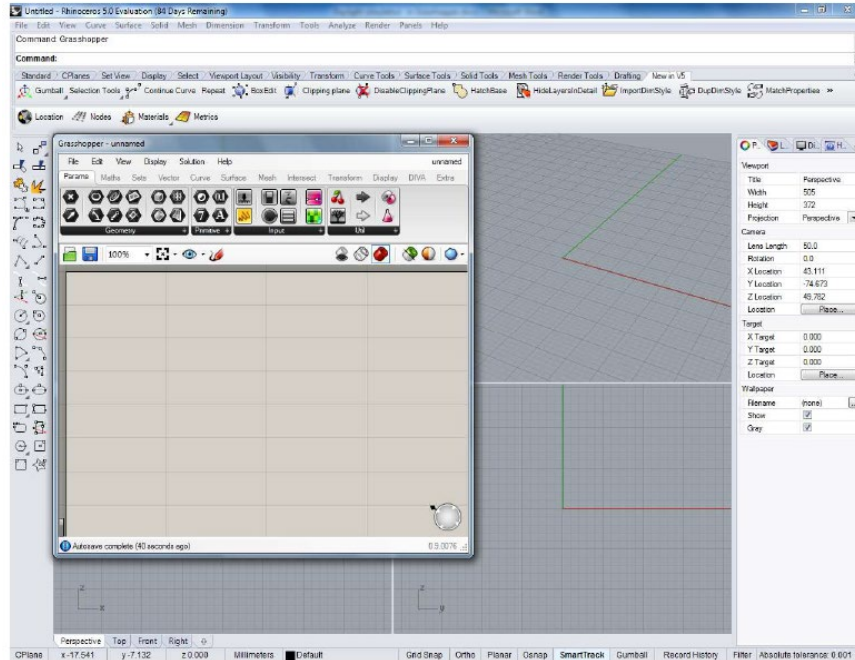 Untitled - Rhinoceros 5.0 Evaluation (84 Days Remaining)
File Edit View Curve Surface Solid Mesh Dimension Transform Tools Analyze Render Panels Help
Command: Grasshopper
Command:
Standard CPlanes Set View Display Select Viewport Layout Visibility Transform Curve Tools Surface Tools Solid Tools Mesh Tools Render Tools Drafting New in V5
Gumball Selection Tools Continue Curve Repeat BoxEdit Clipping plane DisableClippingPlane HatchBase HideLayersInDetail ImportDimStyle DupDimStyle MatchProperties »
Location Nodes Materials Metrics
Grasshopper - unnamed
File Edit View Display Solution Help unnamed
Params Maths Sets Vector Curve Surface Mesh Intersect Transform Display DIVA Extra
Geometry Primitive Input Util
100%
Autosave complete (40 seconds ago) 0.9.0076
P.. L.. Di.. H..
Viewport
Title Perspective
Width 505
Height 372
Projection Perspective
Camera
Lens Length 50.0
Rotation 0.0
X Location 43.111
Y Location -74.673
Z Location 49.782
Location Place...
Target
X Target 0.000
Y Target 0.000
Z Target 0.000
Location Place...
Wallpaper
Filename (none) ...
Show
Gray
z
x
z
y
Perspective Top Front Right
CPlane x -17.541 y -7.132 z 0.000 Millimeters Default Grid Snap Ortho Planar Osnap SmartTrack Gumball Record History Filter Absolute tolerance: 0.001